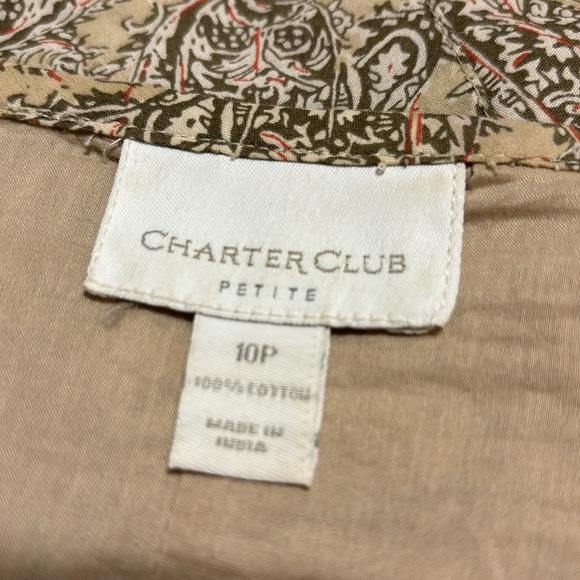 CHARTER CLUB
PETITE
10P
100% COTTON
MADE IN
INDIA